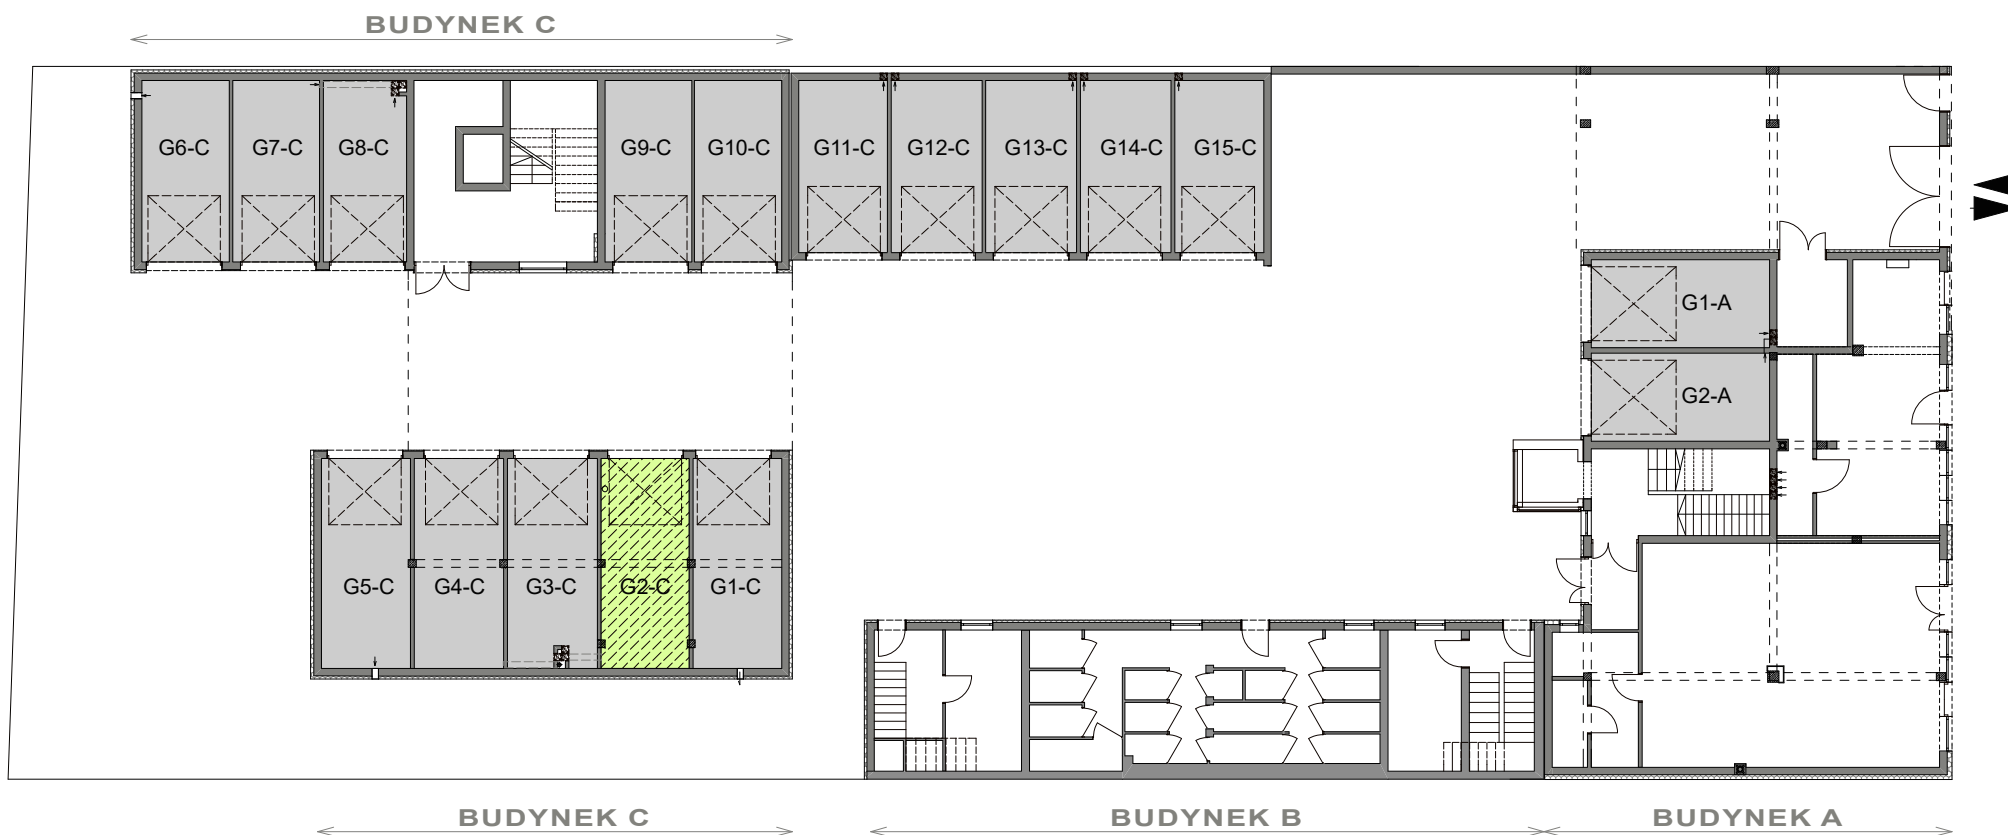 BUDYNEK C
G6-C G7-C G8-C G9-C G10-C G11-C G12-C G13-C G14-C G15-C
G1-A
G2-A
G5-C G4-C G3-C G2-C G1-C
BUDYNEK C BUDYNEK B BUDYNEK A